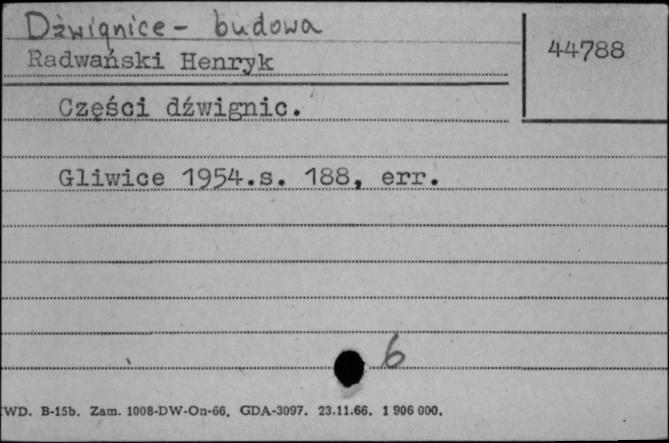 Dźwignice - budowa
44788
Radwański Henryk
Części dźwignic.
Gliwice 1954.s. 188, err.
6
WD. B-15b. Zam. 1008-DW-On-66. GDA-3097. 23.11.66. 1 906 000.